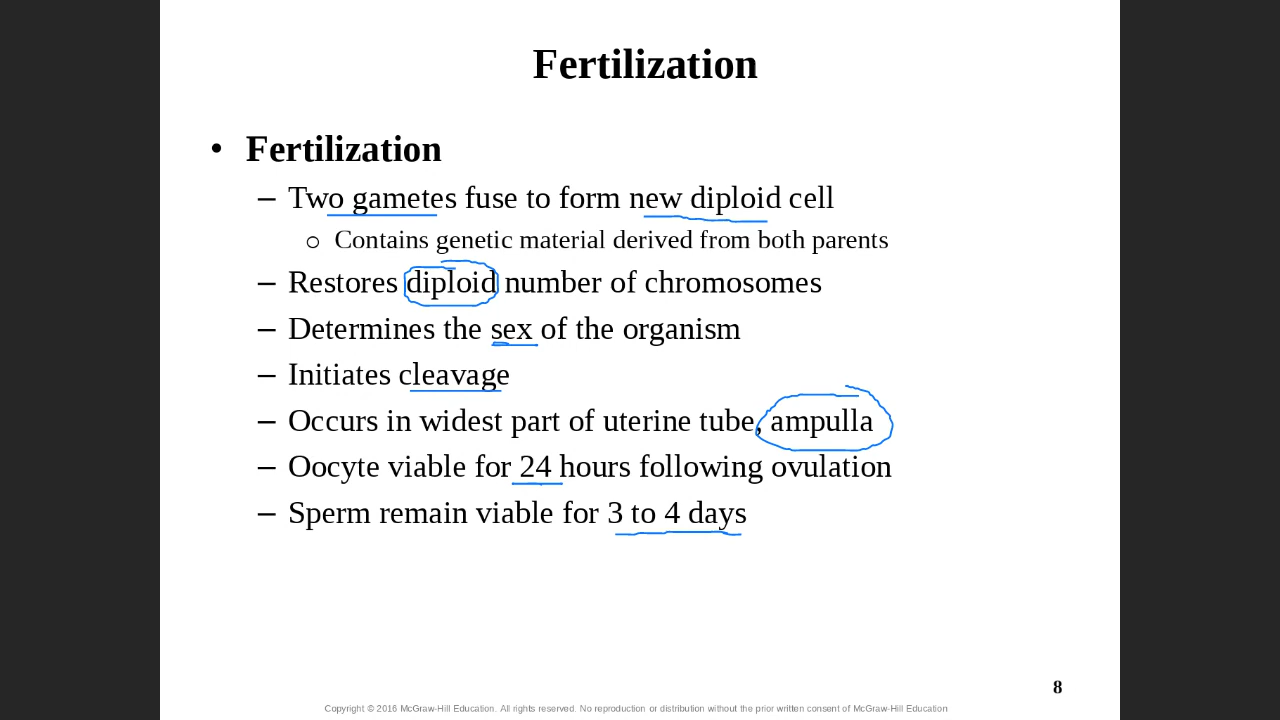 Fertilization
• Fertilization
– Two gametes fuse to form new diploid cell
o Contains genetic material derived from both parents
– Restores diploid number of chromosomes
– Determines the sex of the organism
– Initiates cleavage
– Occurs in widest part of uterine tube, ampulla
– Oocyte viable for 24 hours following ovulation
– Sperm remain viable for 3 to 4 days
8
Copyright © 2016 McGraw-Hill Education. All rights reserved. No reproduction or distribution without the prior written consent of McGraw-Hill Education